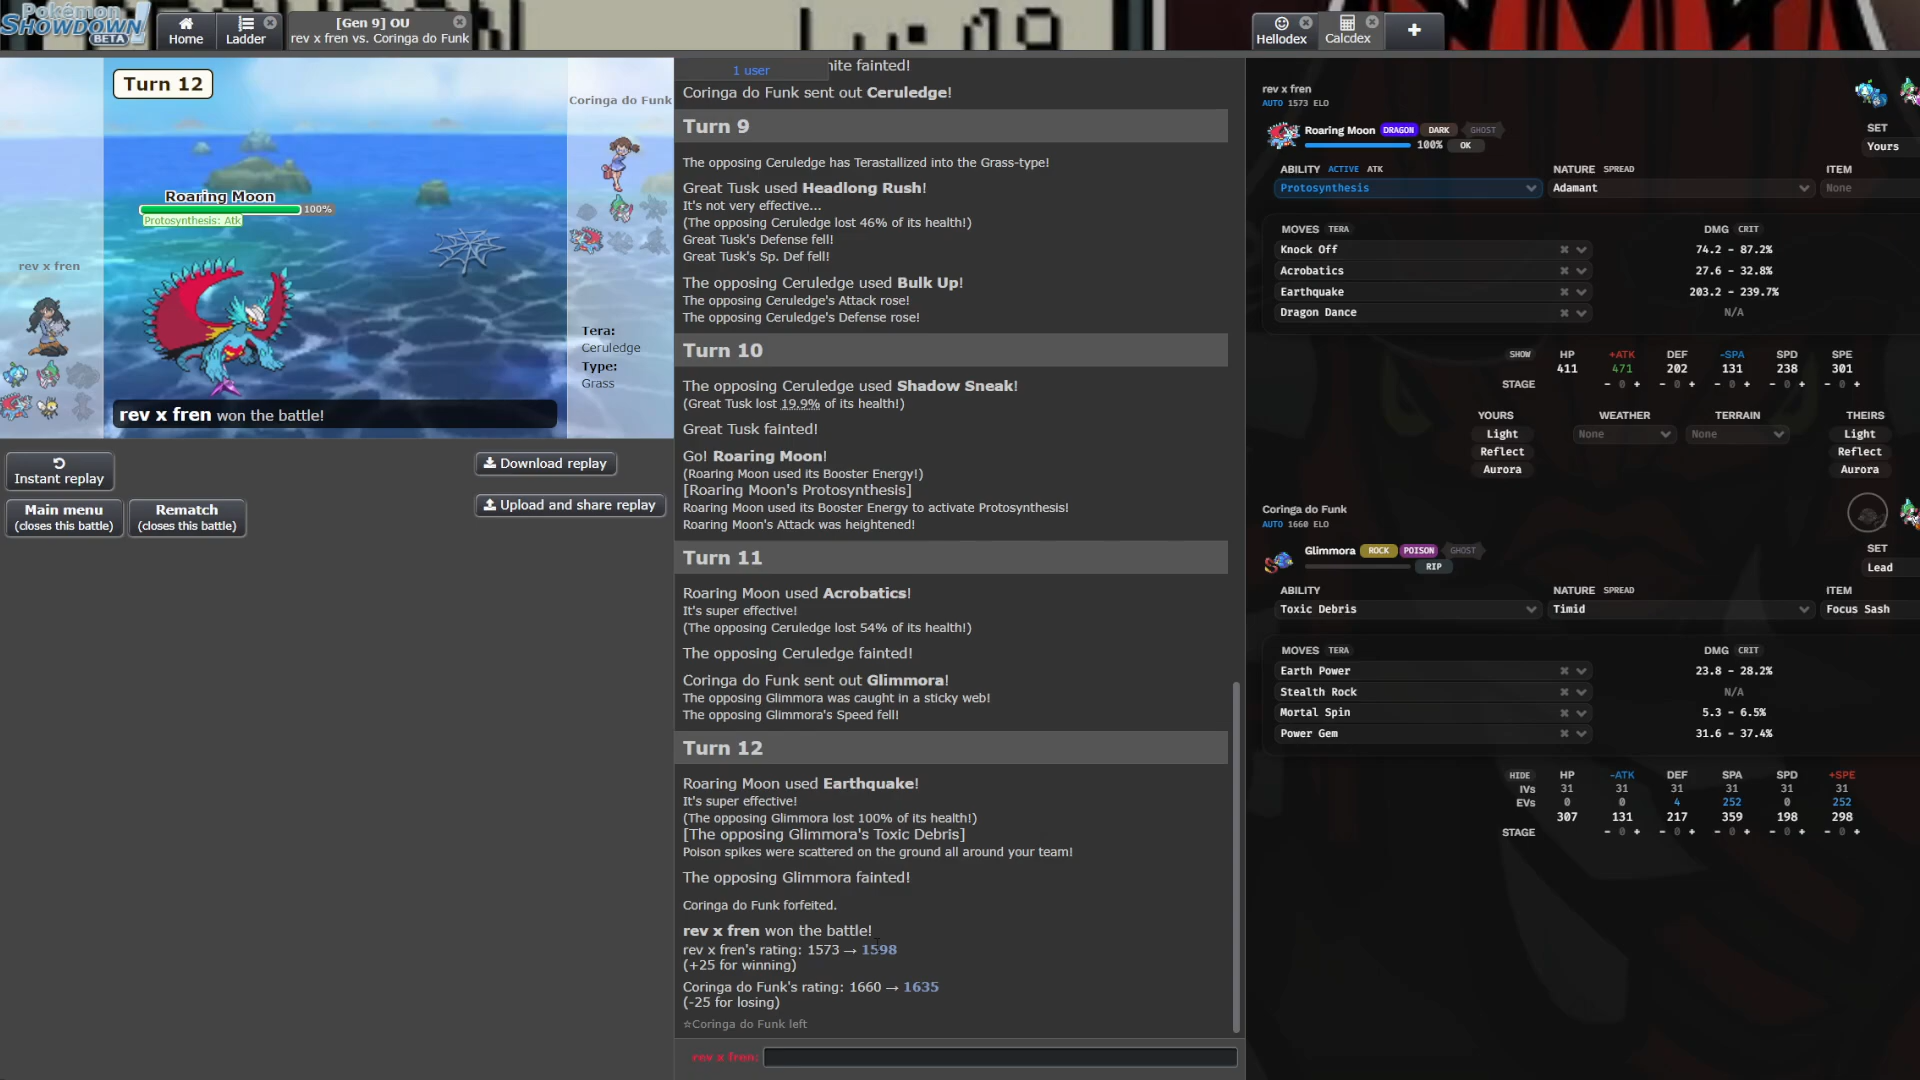 Pokémon
SHOWDOWN
BETA
Home
Ladder
[Gen 9] OU
rev x fren vs. Coringa do Funk
Hellodex
Calcdex
Turn 12
Coringa do Funk
Roaring Moon
100%
Protosynthesis: Atk
rev x fren
Tera:
Ceruledge
Type:
Grass
rev x fren won the battle!
Instant replay
Download replay
Upload and share replay
Main menu
(closes this battle)
Rematch
(closes this battle)
1 user
nite fainted!
Coringa do Funk sent out Ceruledge!
Turn 9
The opposing Ceruledge has Terastallized into the Grass-type!
Great Tusk used Headlong Rush!
It's not very effective...
(The opposing Ceruledge lost 46% of its health!)
Great Tusk's Defense fell!
Great Tusk's Sp. Def fell!
The opposing Ceruledge used Bulk Up!
The opposing Ceruledge's Attack rose!
The opposing Ceruledge's Defense rose!
Turn 10
The opposing Ceruledge used Shadow Sneak!
(Great Tusk lost 19.9% of its health!)
Great Tusk fainted!
Go! Roaring Moon!
(Roaring Moon used its Booster Energy!)
[Roaring Moon's Protosynthesis]
Roaring Moon used its Booster Energy to activate Protosynthesis!
Roaring Moon's Attack was heightened!
Turn 11
Roaring Moon used Acrobatics!
It's super effective!
(The opposing Ceruledge lost 54% of its health!)
The opposing Ceruledge fainted!
Coringa do Funk sent out Glimmora!
The opposing Glimmora was caught in a sticky web!
The opposing Glimmora's Speed fell!
Turn 12
Roaring Moon used Earthquake!
It's super effective!
(The opposing Glimmora lost 100% of its health!)
[The opposing Glimmora's Toxic Debris]
Poison spikes were scattered on the ground all around your team!
The opposing Glimmora fainted!
Coringa do Funk forfeited.
rev x fren won the battle!
rev x fren's rating: 1573 → 1598
(+25 for winning)
Coringa do Funk's rating: 1660 → 1635
(-25 for losing)
☆Coringa do Funk left
rev x fren:
rev x fren
AUTO 1573 ELO
Roaring Moon DRAGON DARK GHOST
100% OK
SET
Yours
ABILITY ACTIVE ATK NATURE SPREAD ITEM
Protosynthesis Adamant None
MOVES TERA DMG CRIT
Knock Off 74.2 - 87.2%
Acrobatics 27.6 - 32.8%
Earthquake 203.2 - 239.7%
Dragon Dance N/A
SHOW HP +ATK DEF -SPA SPD SPE
411 471 202 131 238 301
STAGE - 0 + - 0 + - 0 + - 0 + - 0 +
YOURS WEATHER TERRAIN THEIRS
Light None None Light
Reflect Reflect
Aurora Aurora
Coringa do Funk
AUTO 1660 ELO
Glimmora ROCK POISON GHOST
RIP
SET
Lead
ABILITY NATURE SPREAD ITEM
Toxic Debris Timid Focus Sash
MOVES TERA DMG CRIT
Earth Power 23.8 - 28.2%
Stealth Rock N/A
Mortal Spin 5.3 - 6.5%
Power Gem 31.6 - 37.4%
HIDE HP -ATK DEF SPA SPD +SPE
IVs 31 31 31 31 31 31
EVs 0 0 4 252 0 252
307 131 217 359 198 298
STAGE - 0 + - 0 + - 0 + - 0 + - 0 +